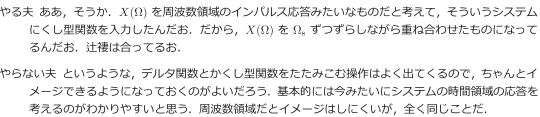 やる夫 ああ，そうか．X(Ω) を周波数領域のインパルス応答みたいなものだと考えて，そういうシステム
にくし型関数を入力したんだお．だから，X(Ω) を Ωs ずつずらしながら重ね合わせたものになって
るんだお．辻褄は合ってるお．
やらない夫 というような，デルタ関数とかくし型関数をたたみこむ操作はよく出てくるので，ちゃんとイ
メージできるようになっておくのがよいだろう．基本的には今みたいにシステムの時間領域の応答を
考えるのがわかりやすいと思う．周波数領域だとイメージはしにくいが，全く同じことだ．